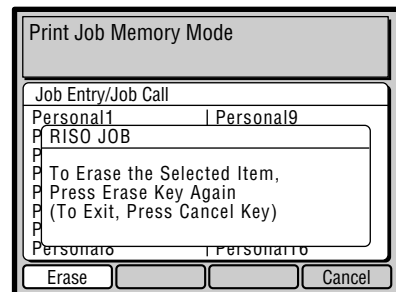 Print Job Memory Mode
Job Entry/Job Call
Personal1 | Personal9
P RISO JOB
P
P To Erase the Selected Item,
P Press Erase Key Again
P (To Exit, Press Cancel Key)
P
Personal8 | Personal16
Erase Cancel